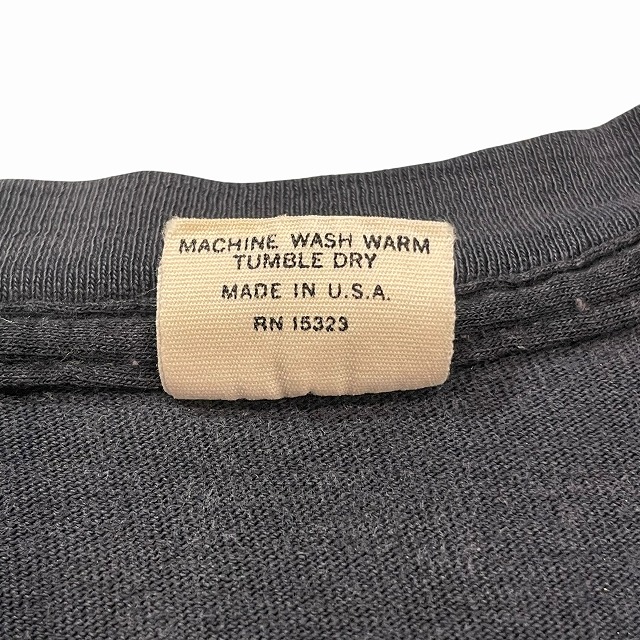 MACHINE WASH WARM
TUMBLE DRY
MADE IN U.S.A.
RN 15323